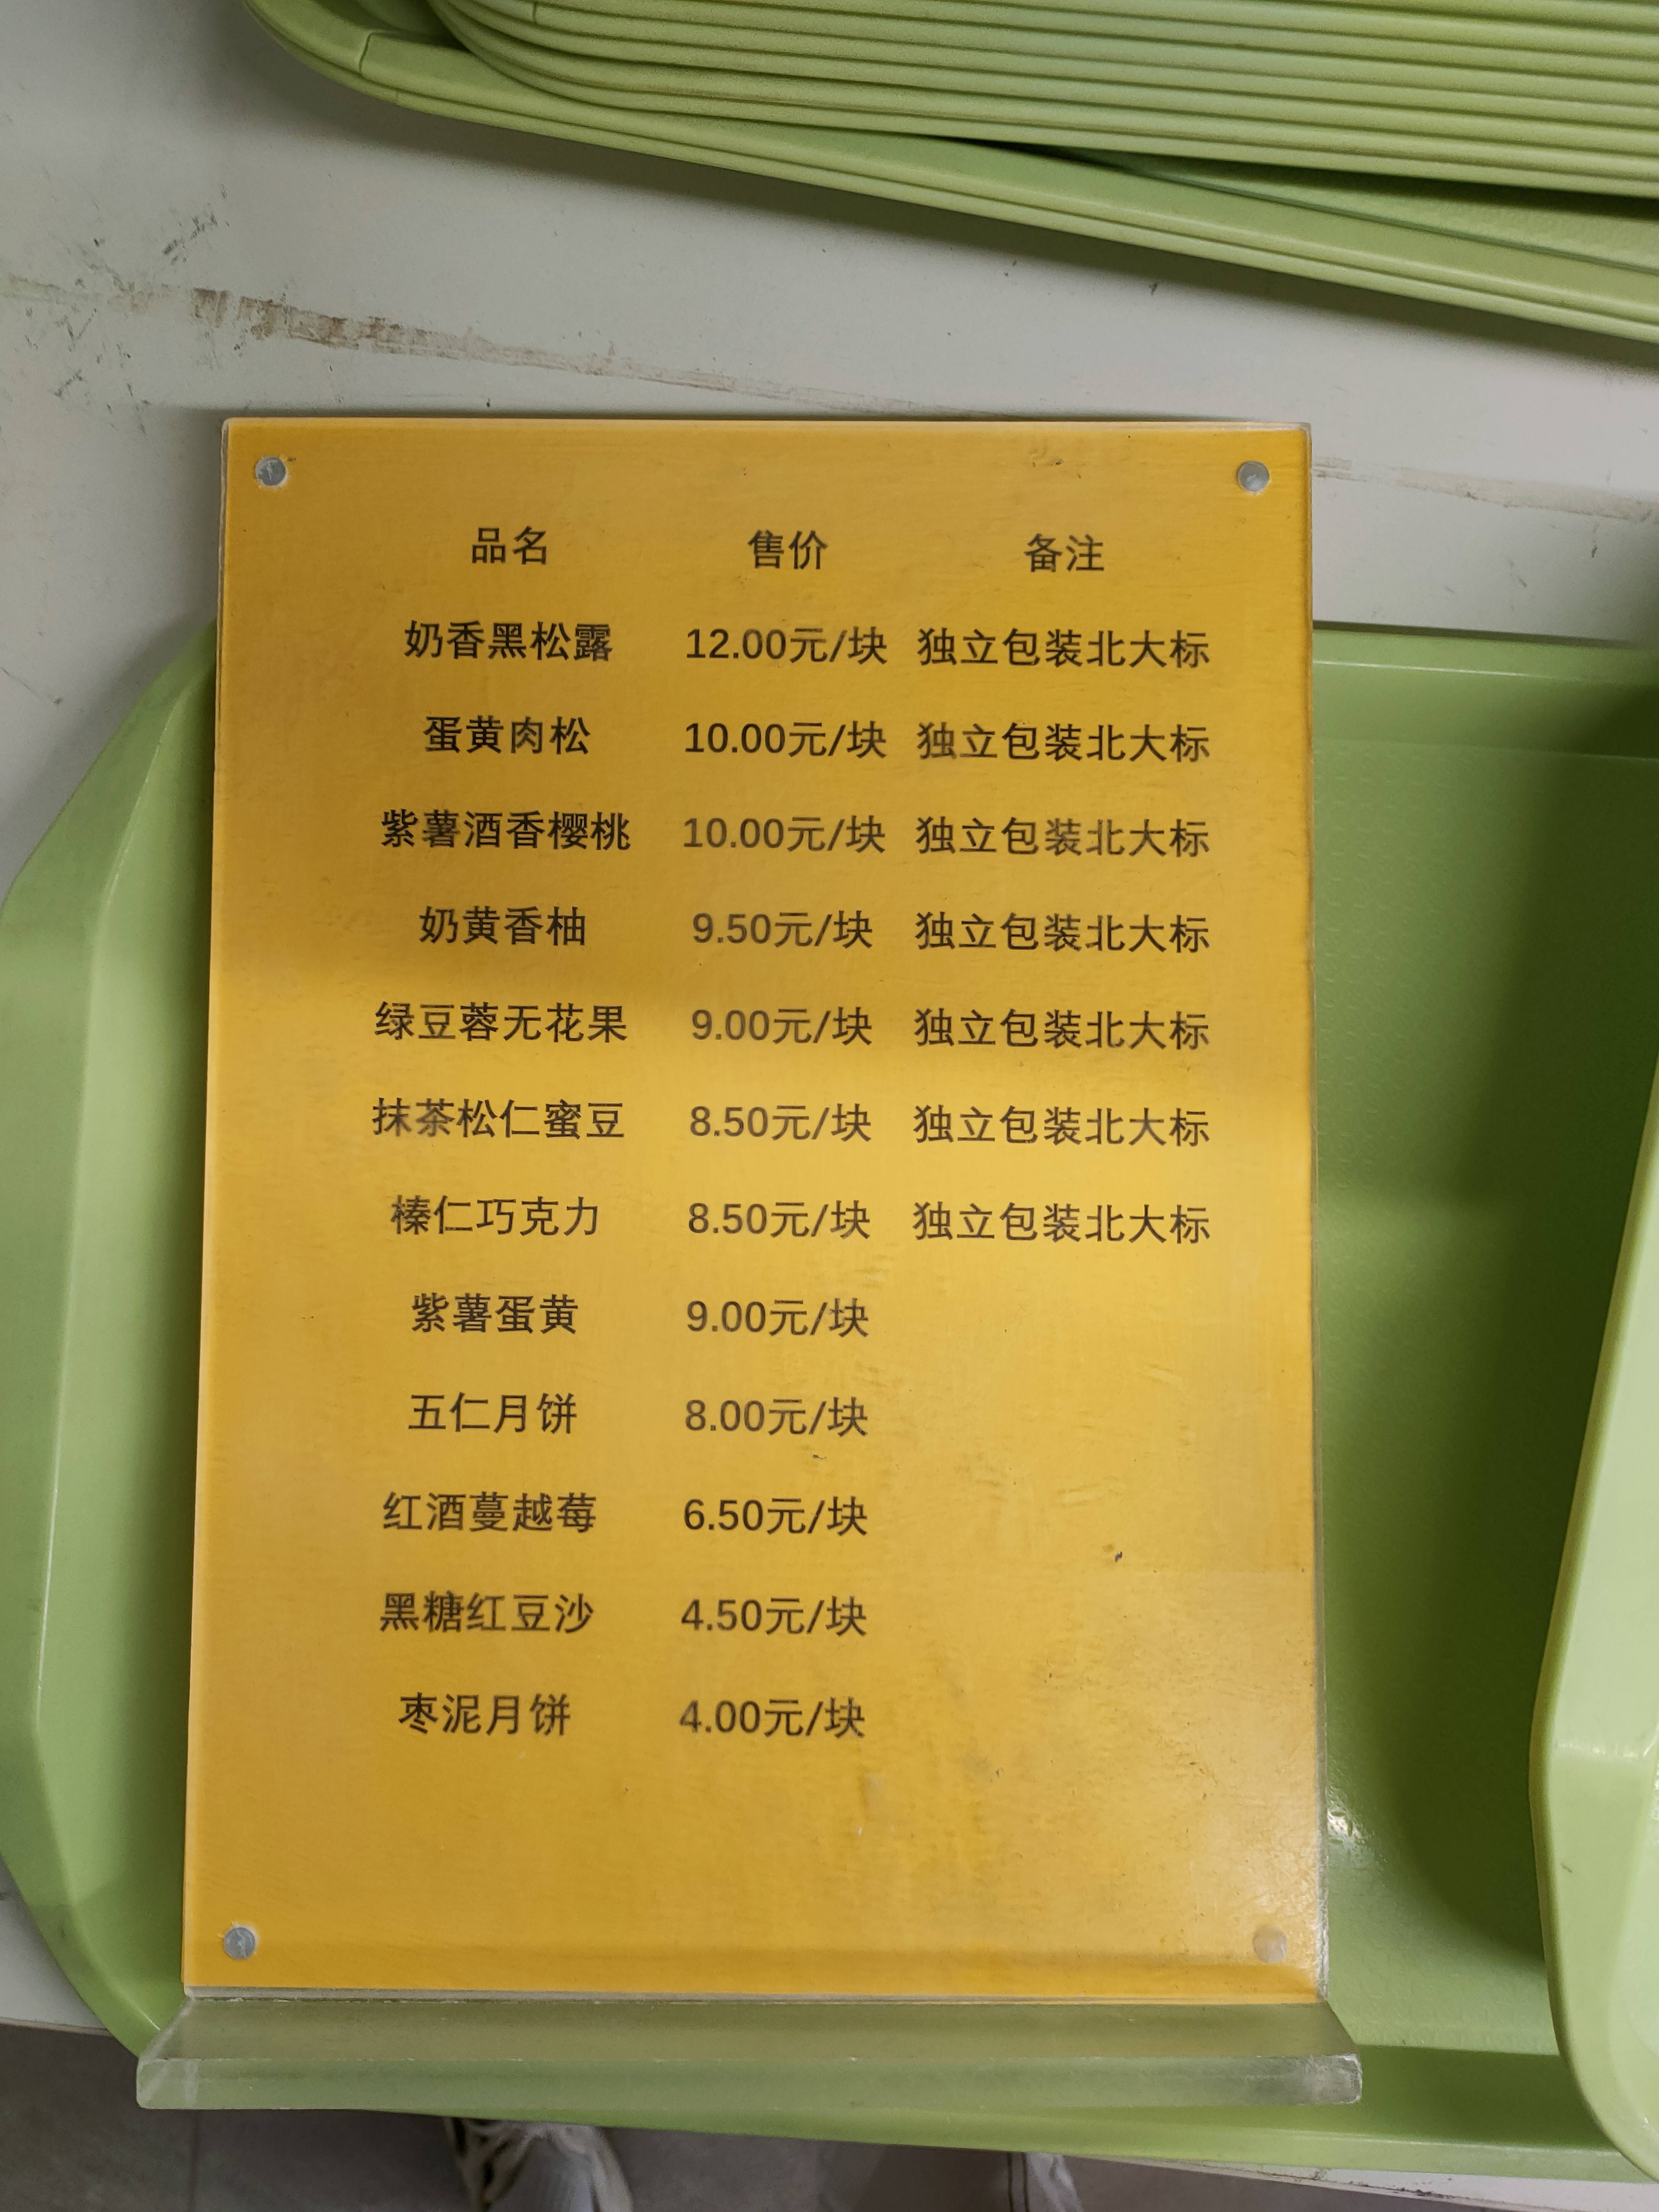 品名 售价 备注
奶香黑松露 12.00元/块 独立包装北大标
蛋黄肉松 10.00元/块 独立包装北大标
紫薯酒香樱桃 10.00元/块 独立包装北大标
奶黄香柚 9.50元/块 独立包装北大标
绿豆蓉无花果 9.00元/块 独立包装北大标
抹茶松仁蜜豆 8.50元/块 独立包装北大标
榛仁巧克力 8.50元/块 独立包装北大标
紫薯蛋黄 9.00元/块
五仁月饼 8.00元/块
红酒蔓越莓 6.50元/块
黑糖红豆沙 4.50元/块
枣泥月饼 4.00元/块